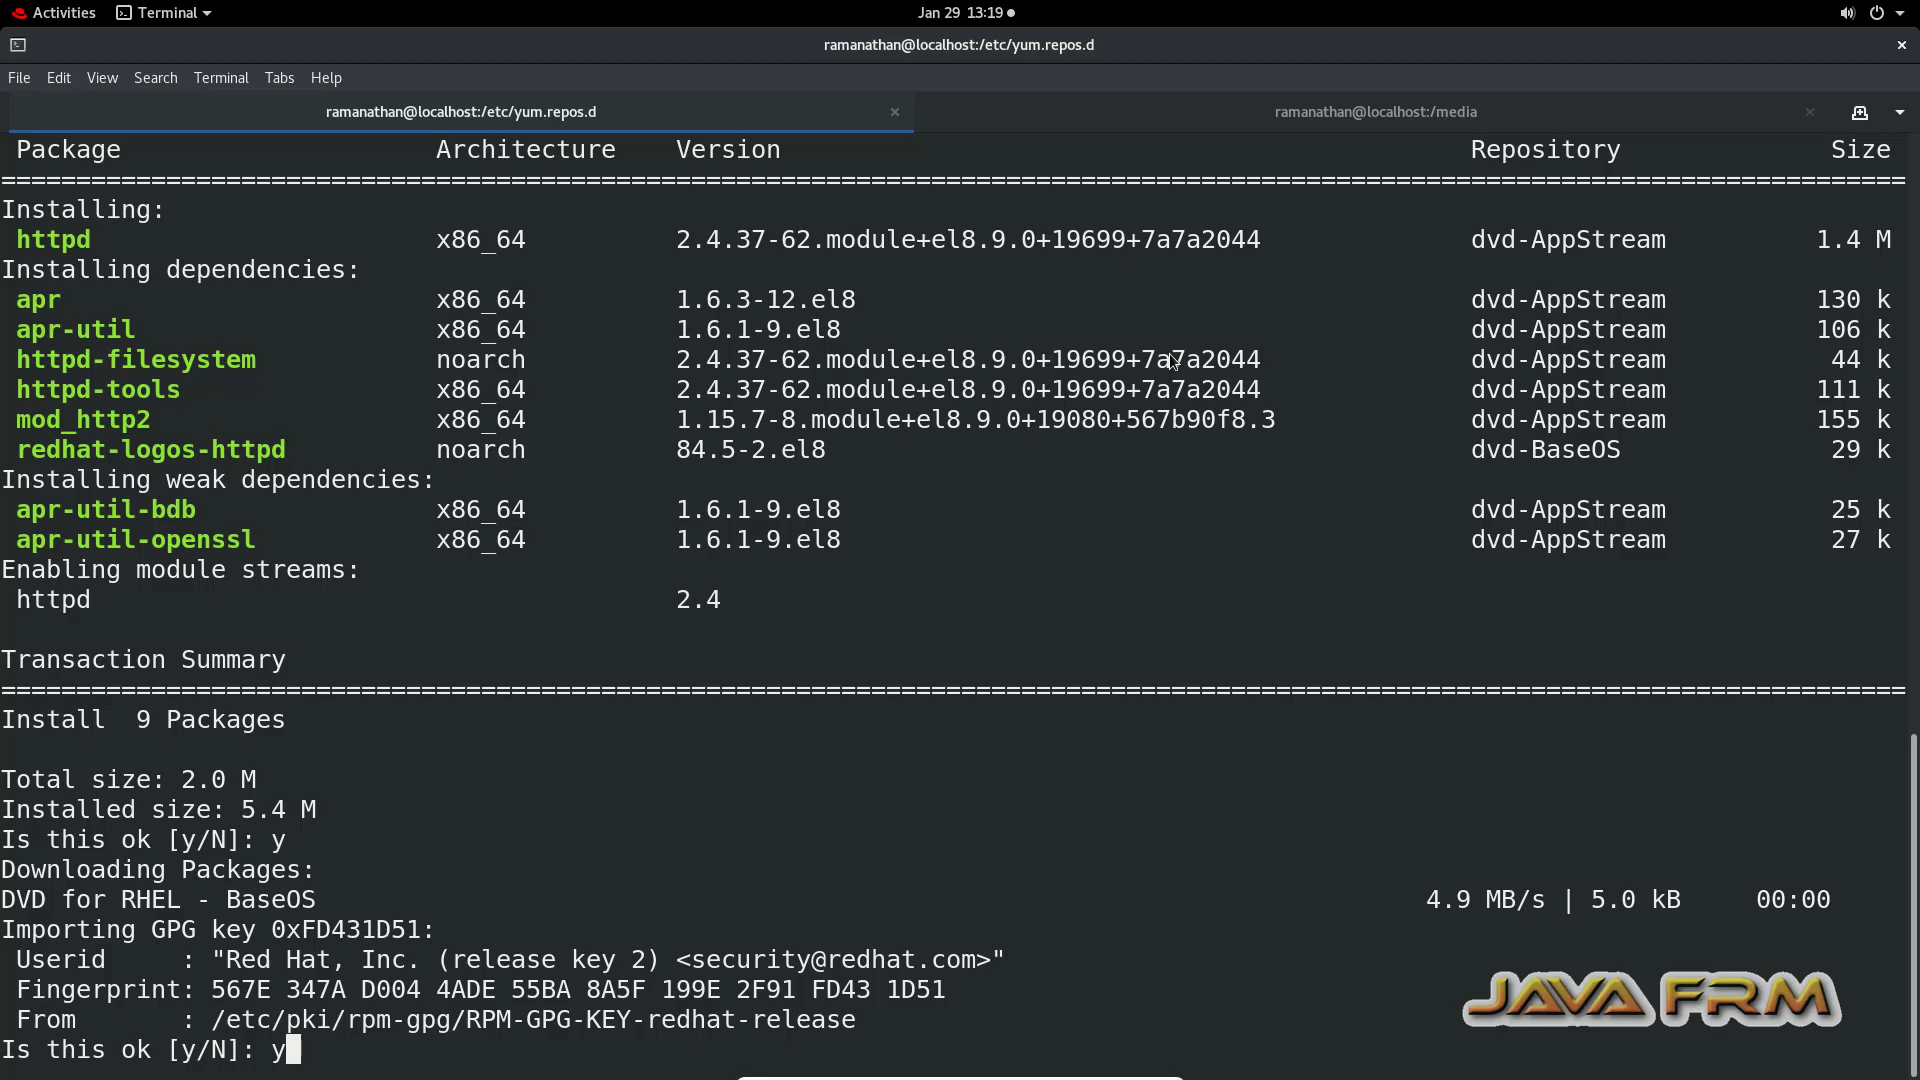 Activities Terminal Jan 29 13:19
ramanathan@localhost:/etc/yum.repos.d
File Edit View Search Terminal Tabs Help
ramanathan@localhost:/etc/yum.repos.d ramanathan@localhost:/media
Package Architecture Version Repository Size
================================================================================================================================
Installing:
httpd x86_64 2.4.37-62.module+el8.9.0+19699+7a7a2044 dvd-AppStream 1.4 M
Installing dependencies:
apr x86_64 1.6.3-12.el8 dvd-AppStream 130 k
apr-util x86_64 1.6.1-9.el8 dvd-AppStream 106 k
httpd-filesystem noarch 2.4.37-62.module+el8.9.0+19699+7a7a2044 dvd-AppStream 44 k
httpd-tools x86_64 2.4.37-62.module+el8.9.0+19699+7a7a2044 dvd-AppStream 111 k
mod_http2 x86_64 1.15.7-8.module+el8.9.0+19080+567b90f8.3 dvd-AppStream 155 k
redhat-logos-httpd noarch 84.5-2.el8 dvd-BaseOS 29 k
Installing weak dependencies:
apr-util-bdb x86_64 1.6.1-9.el8 dvd-AppStream 25 k
apr-util-openssl x86_64 1.6.1-9.el8 dvd-AppStream 27 k
Enabling module streams:
httpd 2.4
Transaction Summary
================================================================================================================================
Install 9 Packages
Total size: 2.0 M
Installed size: 5.4 M
Is this ok [y/N]: y
Downloading Packages:
DVD for RHEL - BaseOS 4.9 MB/s | 5.0 kB 00:00
Importing GPG key 0xFD431D51:
Userid : "Red Hat, Inc. (release key 2) <security@redhat.com>"
Fingerprint: 567E 347A D004 4ADE 55BA 8A5F 199E 2F91 FD43 1D51
From : /etc/pki/rpm-gpg/RPM-GPG-KEY-redhat-release
Is this ok [y/N]: y
JAVA FRM